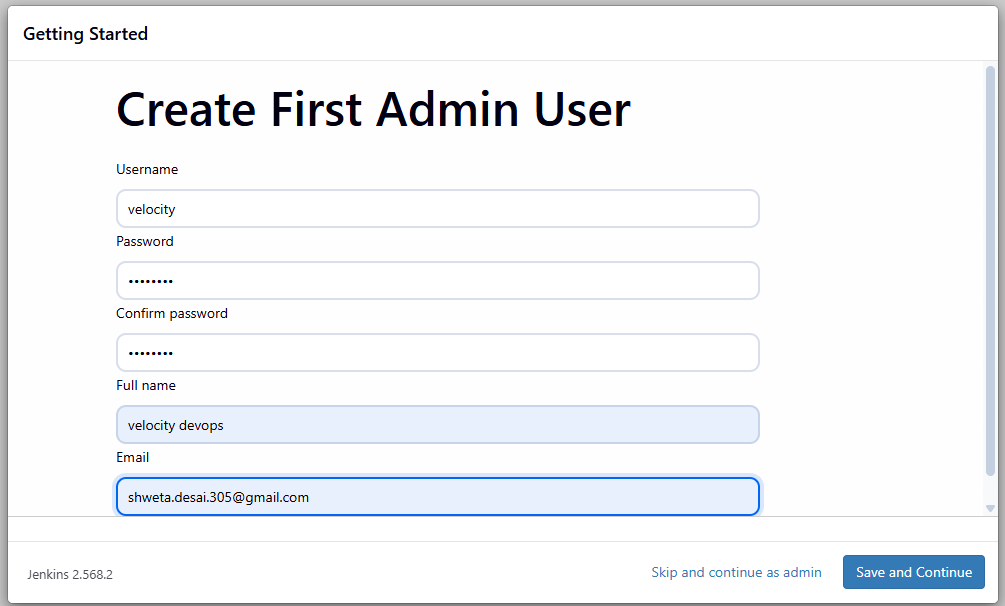 Getting Started
Create First Admin User
Username
velocity
Password
••••••••
Confirm password
••••••••
Full name
velocity devops
Email
shweta.desai.305@gmail.com
Jenkins 2.568.2
Skip and continue as admin
Save and Continue